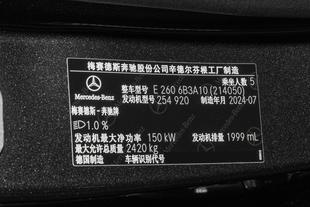 梅赛德斯奔驰股份公司辛德尔芬根工厂制造
乘坐人数 5
Mercedes-Benz
整车型号 E 260 6B3A10 (214050)
发动机型号 254 920 制造年月 2024-07
梅赛德斯-奔驰牌
1.0 %
发动机最大净功率 150 kW 发动机排量 1999 mL
最大允许总质量 2420 kg
德国制造 车辆识别代号